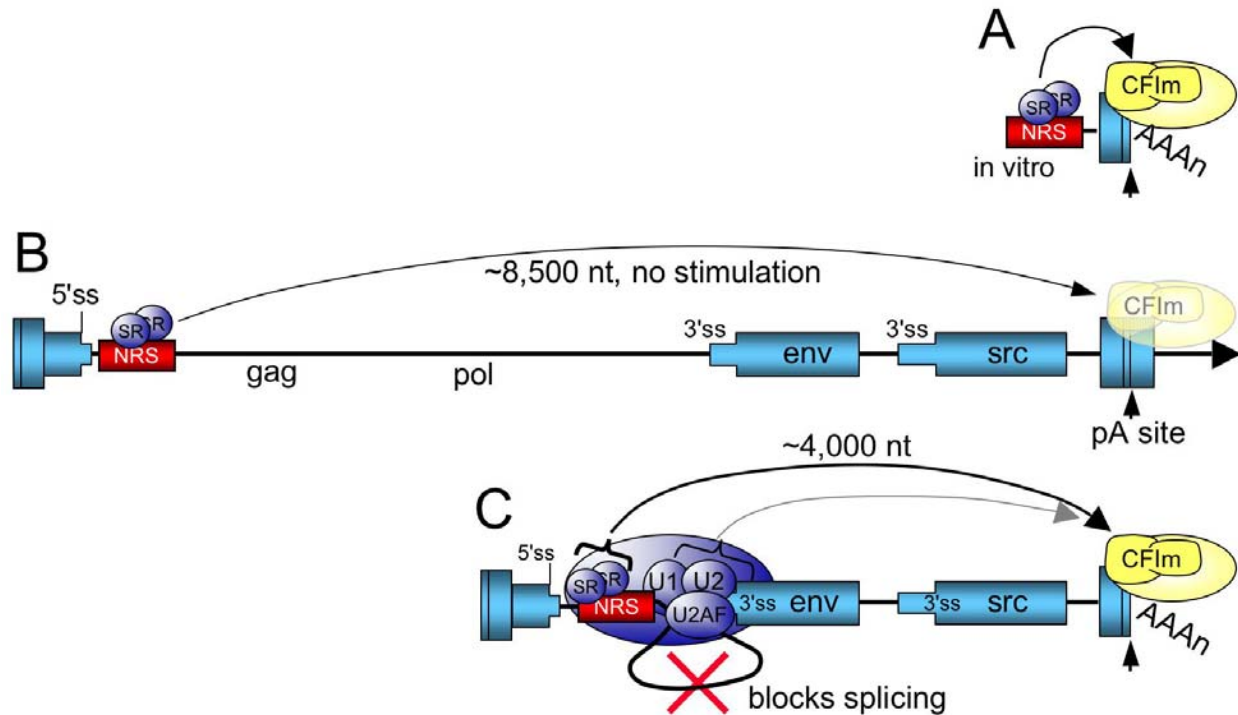 A
CFIm
SR SR
NRS
AAAn
in vitro
B
~8,500 nt, no stimulation
5'ss
CFIm
SR SR
NRS
3'ss
3'ss
env
src
gag
pol
pA site
~4,000 nt
C
5'ss
CFIm
SR SR
U1 U2
NRS
U2AF
3'ss env
3'ss src
AAAn
blocks splicing